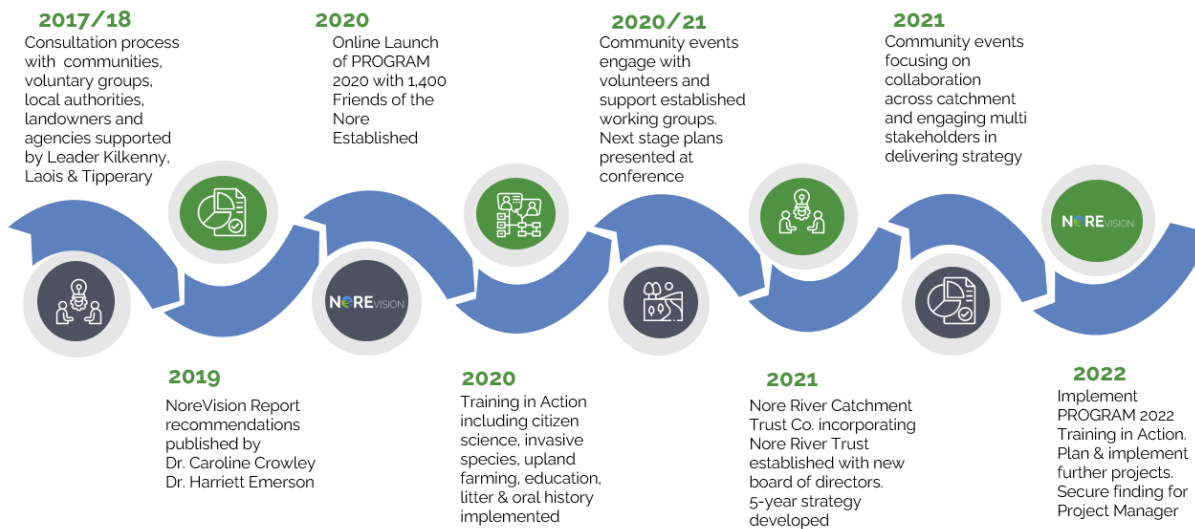 2017/18
Consultation process
with communities,
voluntary groups,
local authorities,
landowners and
agencies supported
by Leader Kilkenny,
Laois & Tipperary
2019
NoreVision Report
recommendations
published by
Dr. Caroline Crowley
Dr. Harriett Emerson
2020
Online Launch
of PROGRAM
2020 with 1,400
Friends of the
Nore
Established
NOREVISION
2020
Training in Action
including citizen
science, invasive
species, upland
farming, education,
litter & oral history
implemented
2020/21
Community events
engage with
volunteers and
support established
working groups.
Next stage plans
presented at
conference
2021
Nore River Catchment
Trust Co. incorporating
Nore River Trust
established with new
board of directors.
5-year strategy
developed
2021
Community events
focusing on
collaboration
across catchment
and engaging multi
stakeholders in
delivering strategy
NOREVISION
2022
Implement
PROGRAM 2022
Training in Action.
Plan & implement
further projects.
Secure finding for
Project Manager